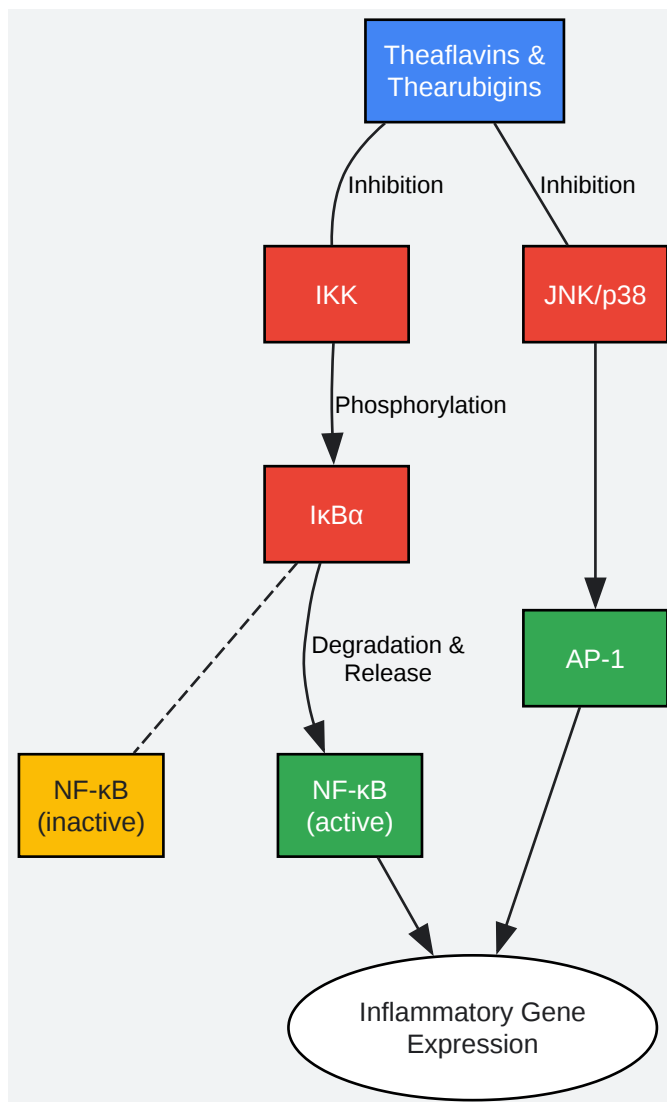 Theaflavins &
Thearubigins
Inhibition
Inhibition
IKK
JNK/p38
Phosphorylation
IκBα
Degradation &
Release
AP-1
NF-κB
(inactive)
NF-κB
(active)
Inflammatory Gene
Expression